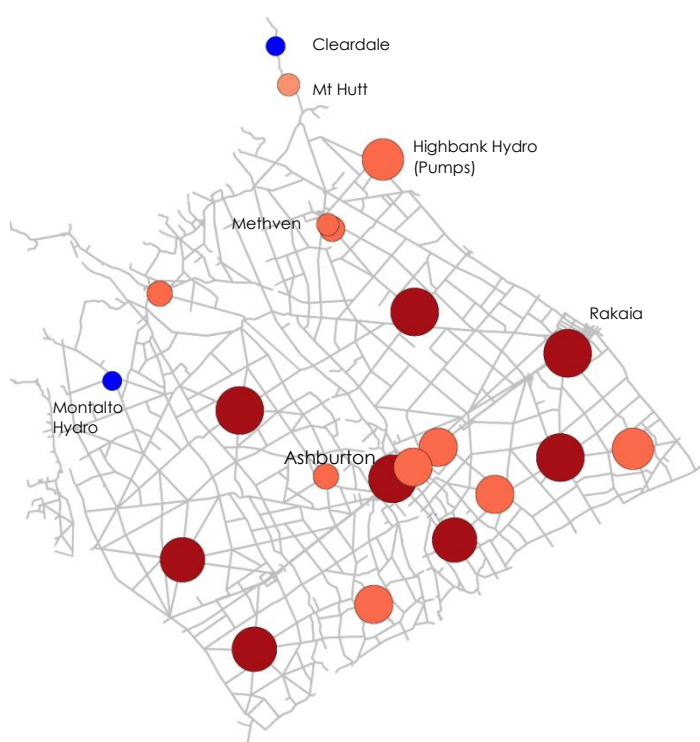 Cleardale
Mt Hutt
Highbank Hydro
(Pumps)
Methven
Rakaia
Montalto
Hydro
Ashburton